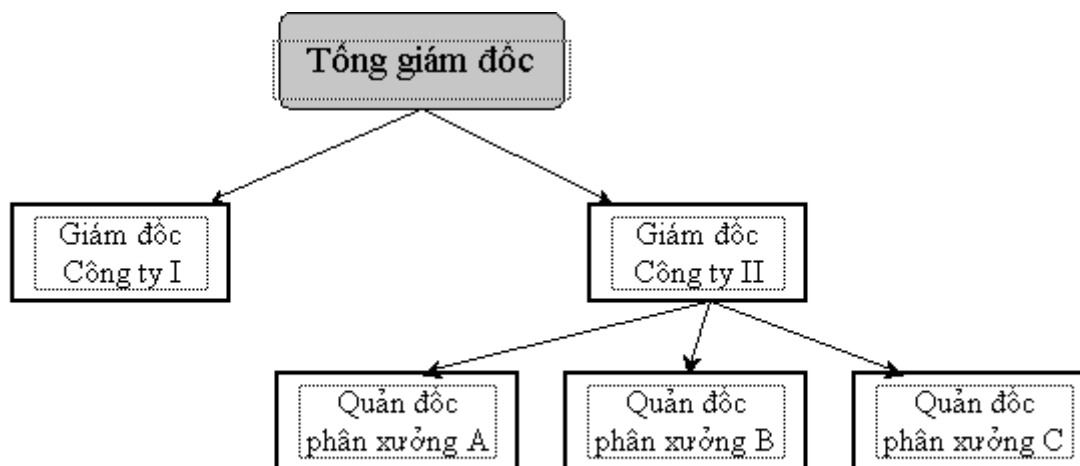 Tổng giám đốc
Giám đốc
Công ty I
Giám đốc
Công ty II
Quản đốc
phân xưởng A
Quản đốc
phân xưởng B
Quản đốc
phân xưởng C